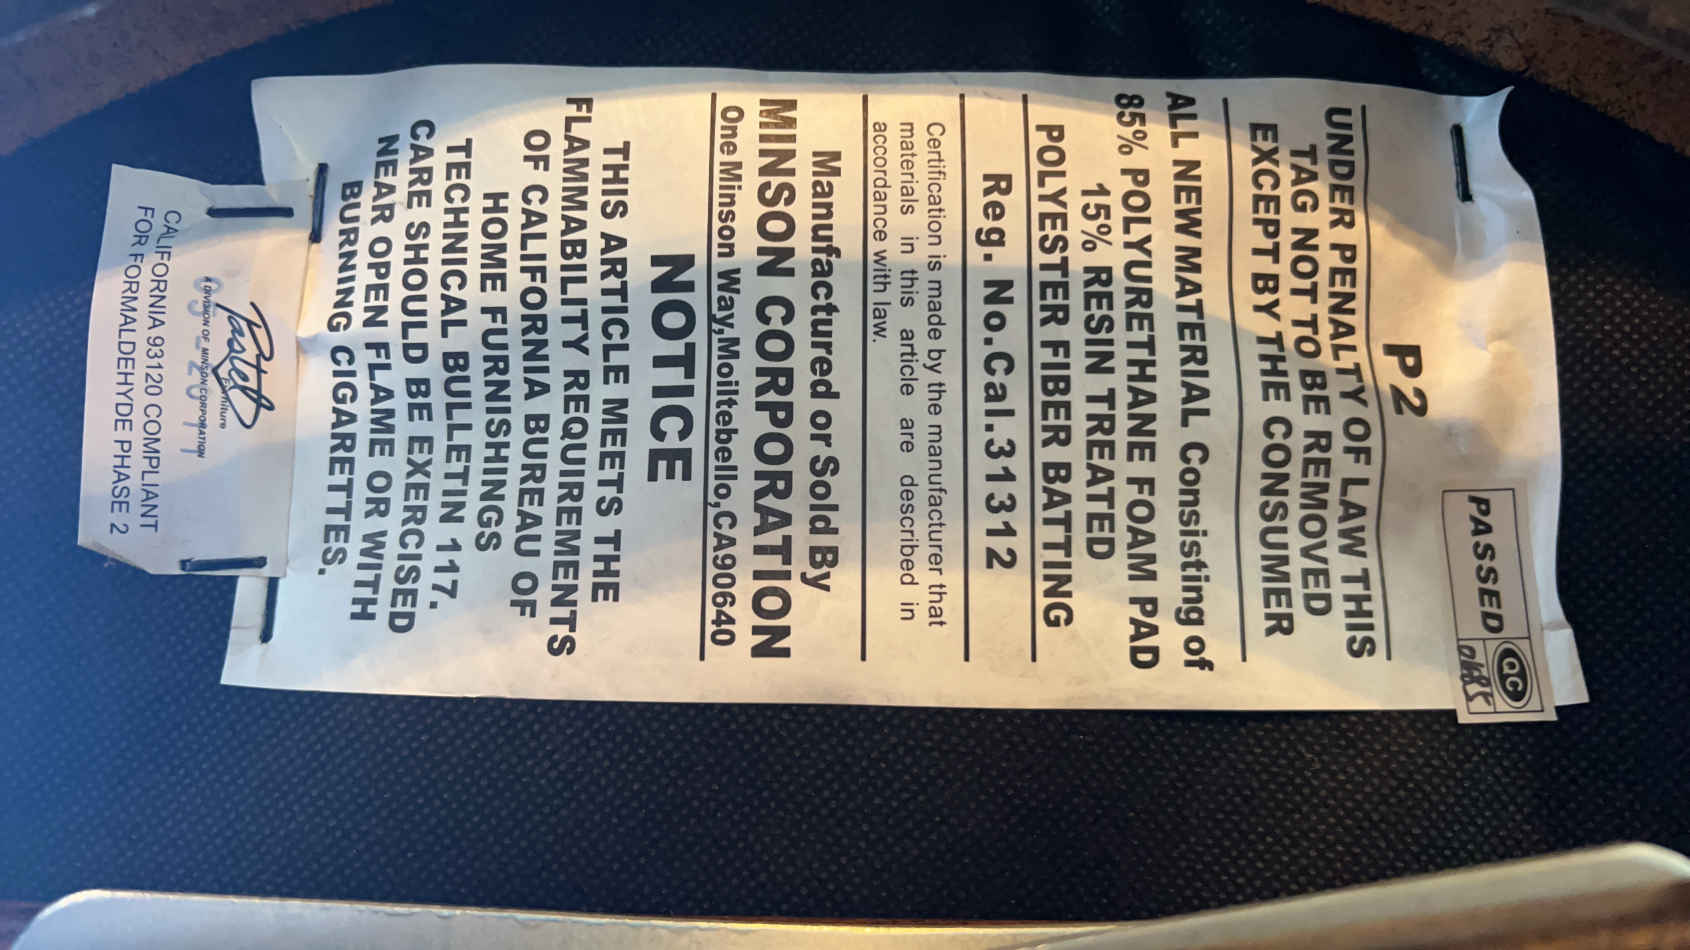 P2
UNDER PENALTY OF LAW THIS
TAG NOT TO BE REMOVED
EXCEPT BY THE CONSUMER
ALL NEW MATERIAL Consisting of
85% POLYURETHANE FOAM PAD
15% RESIN TREATED
POLYESTER FIBER BATTING
Reg. No.Cal.31312
Certification is made by the manufacturer that
materials in this article are described in
accordance with law.
Manufactured or Sold By
MINSON CORPORATION
One Minson Way,Moiltebello,CA90640
NOTICE
THIS ARTICLE MEETS THE
FLAMMABILITY REQUIREMENTS
OF CALIFORNIA BUREAU OF
HOME FURNISHINGS
TECHNICAL BULLETIN 117.
CARE SHOULD BE EXERCISED
NEAR OPEN FLAME OR WITH
BURNING CIGARETTES.
PASSED
QC
Pastel Furniture
A DIVISION OF MINSON CORPORATION
CALIFORNIA 93120 COMPLIANT
FOR FORMALDEHYDE PHASE 2